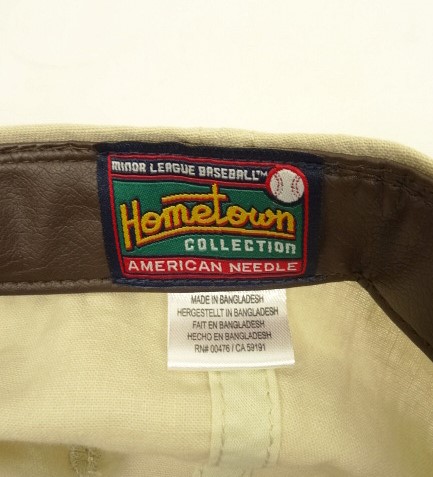 MINOR LEAGUE BASEBALL™
Hometown
COLLECTION
AMERICAN NEEDLE
MADE IN BANGLADESH
HERGESTELLT IN BANGLADESH
FAIT EN BANGLADESH
HECHO EN BANGLADESH
RN# 00476 / CA 59191